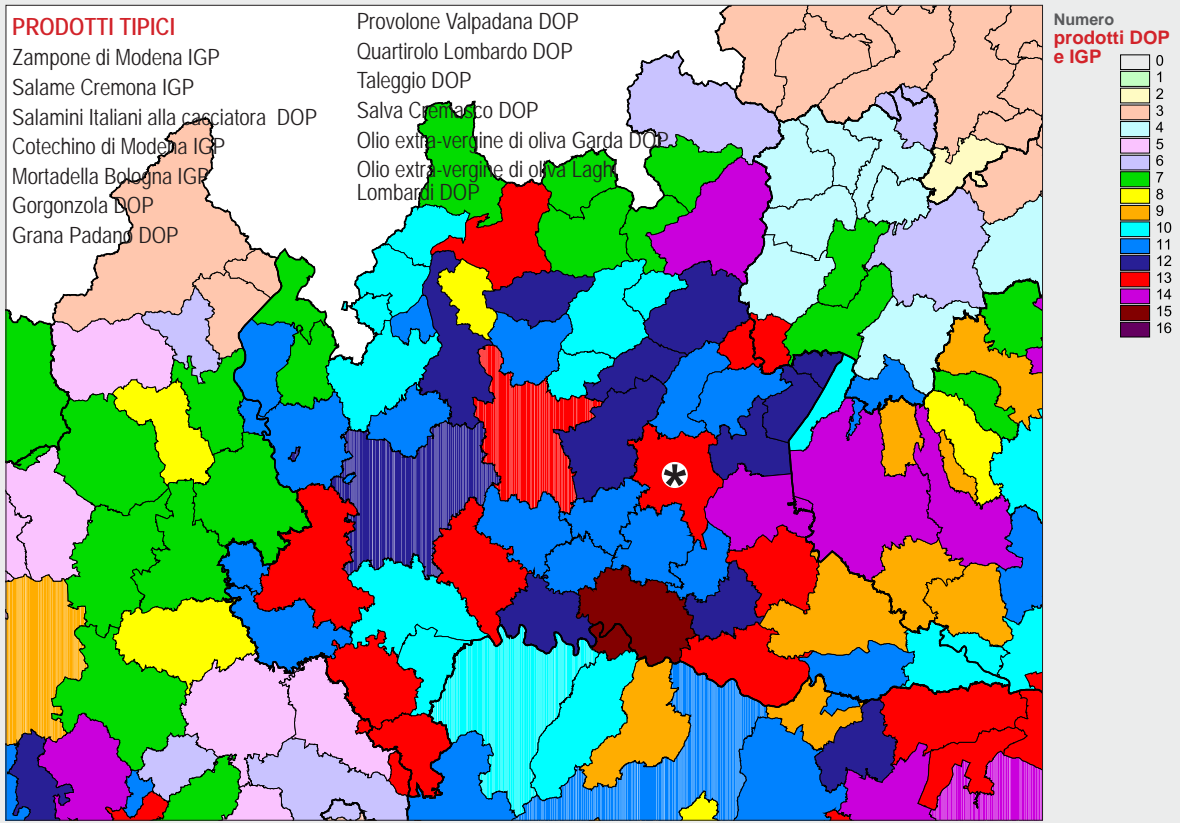 PRODOTTI TIPICI
Zampone di Modena IGP
Salame Cremona IGP
Salamini Italiani alla cacciatora DOP
Cotechino di Modena IGP
Mortadella Bologna IGP
Gorgonzola DOP
Grana Padano DOP
Provolone Valpadana DOP
Quartirolo Lombardo DOP
Taleggio DOP
Salva Cremasco DOP
Olio extra-vergine di oliva Garda DOP
Olio extra-vergine di oliva Laghi
Lombardi DOP
Numero
prodotti DOP
e IGP
0
1
2
3
4
5
6
7
8
9
10
11
12
13
14
15
16
*